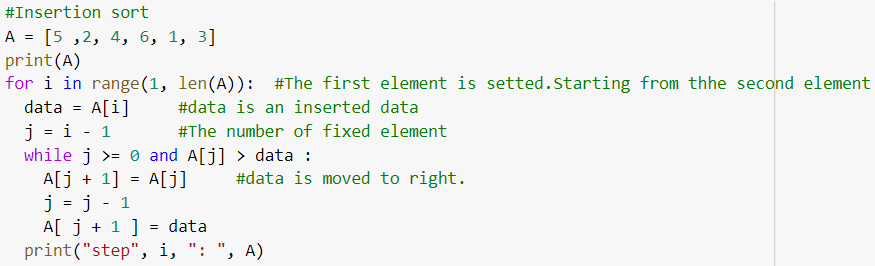 #Insertion sort
A = [5 ,2, 4, 6, 1, 3]
print(A)
for i in range(1, len(A)):  #The first element is setted.Starting from thhe second element
  data = A[i]     #data is an inserted data
  j = i - 1       #The number of fixed element
  while j >= 0 and A[j] > data :
    A[j + 1] = A[j]     #data is moved to right.
    j = j - 1
    A[ j + 1 ] = data
  print("step", i, ": ", A)